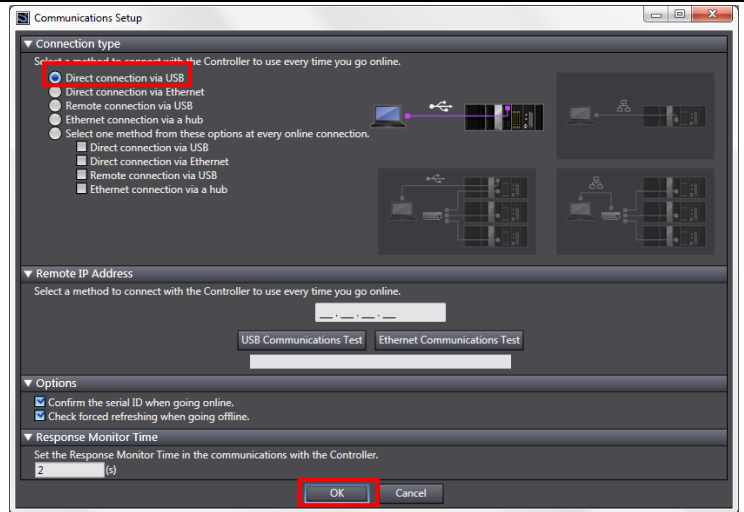 Communications Setup
▼ Connection type
Select a method to connect with the Controller to use every time you go online.
Direct connection via USB
Direct connection via Ethernet
Remote connection via USB
Ethernet connection via a hub
Select one method from these options at every online connection.
Direct connection via USB
Direct connection via Ethernet
Remote connection via USB
Ethernet connection via a hub
▼ Remote IP Address
Select a method to connect with the Controller to use every time you go online.
__.__.__.__
USB Communications Test Ethernet Communications Test
▼ Options
Confirm the serial ID when going online.
Check forced refreshing when going offline.
▼ Response Monitor Time
Set the Response Monitor Time in the communications with the Controller.
2 (s)
OK Cancel